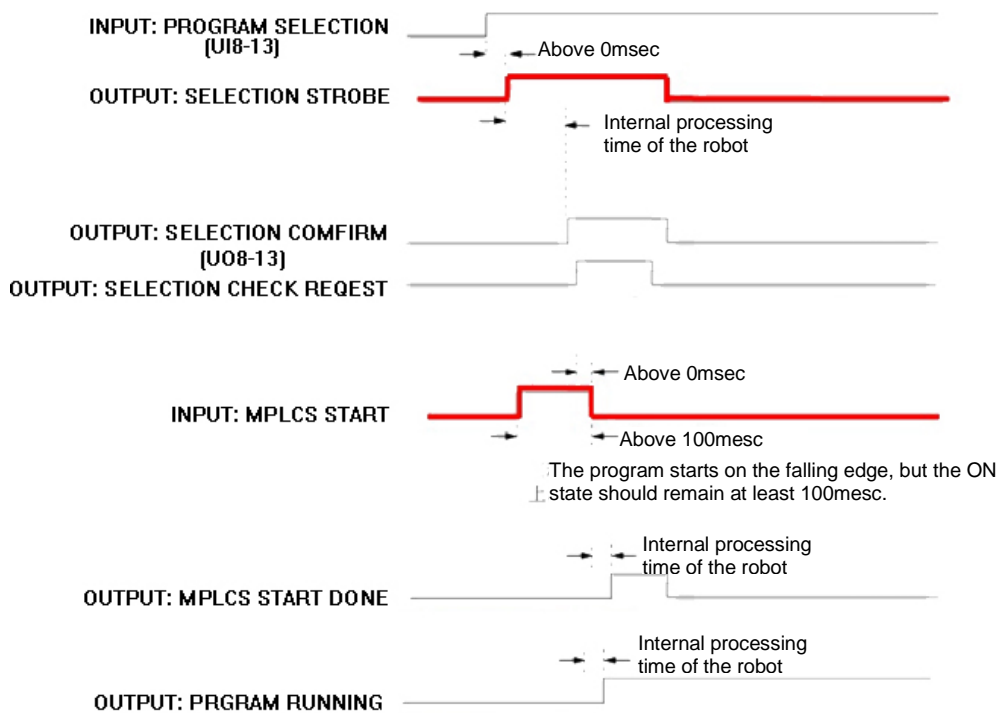 INPUT: PROGRAM SELECTION
(UI8-13)
Above 0msec
OUTPUT: SELECTION STROBE
Internal processing
time of the robot
OUTPUT: SELECTION COMFIRM
(UO8-13)
OUTPUT: SELECTION CHECK REQEST
Above 0msec
INPUT: MPLCS START
Above 100mesc
The program starts on the falling edge, but the ON
上 state should remain at least 100mesc.
Internal processing
time of the robot
OUTPUT: MPLCS START DONE
Internal processing
time of the robot
OUTPUT: PRGRAM RUNNING